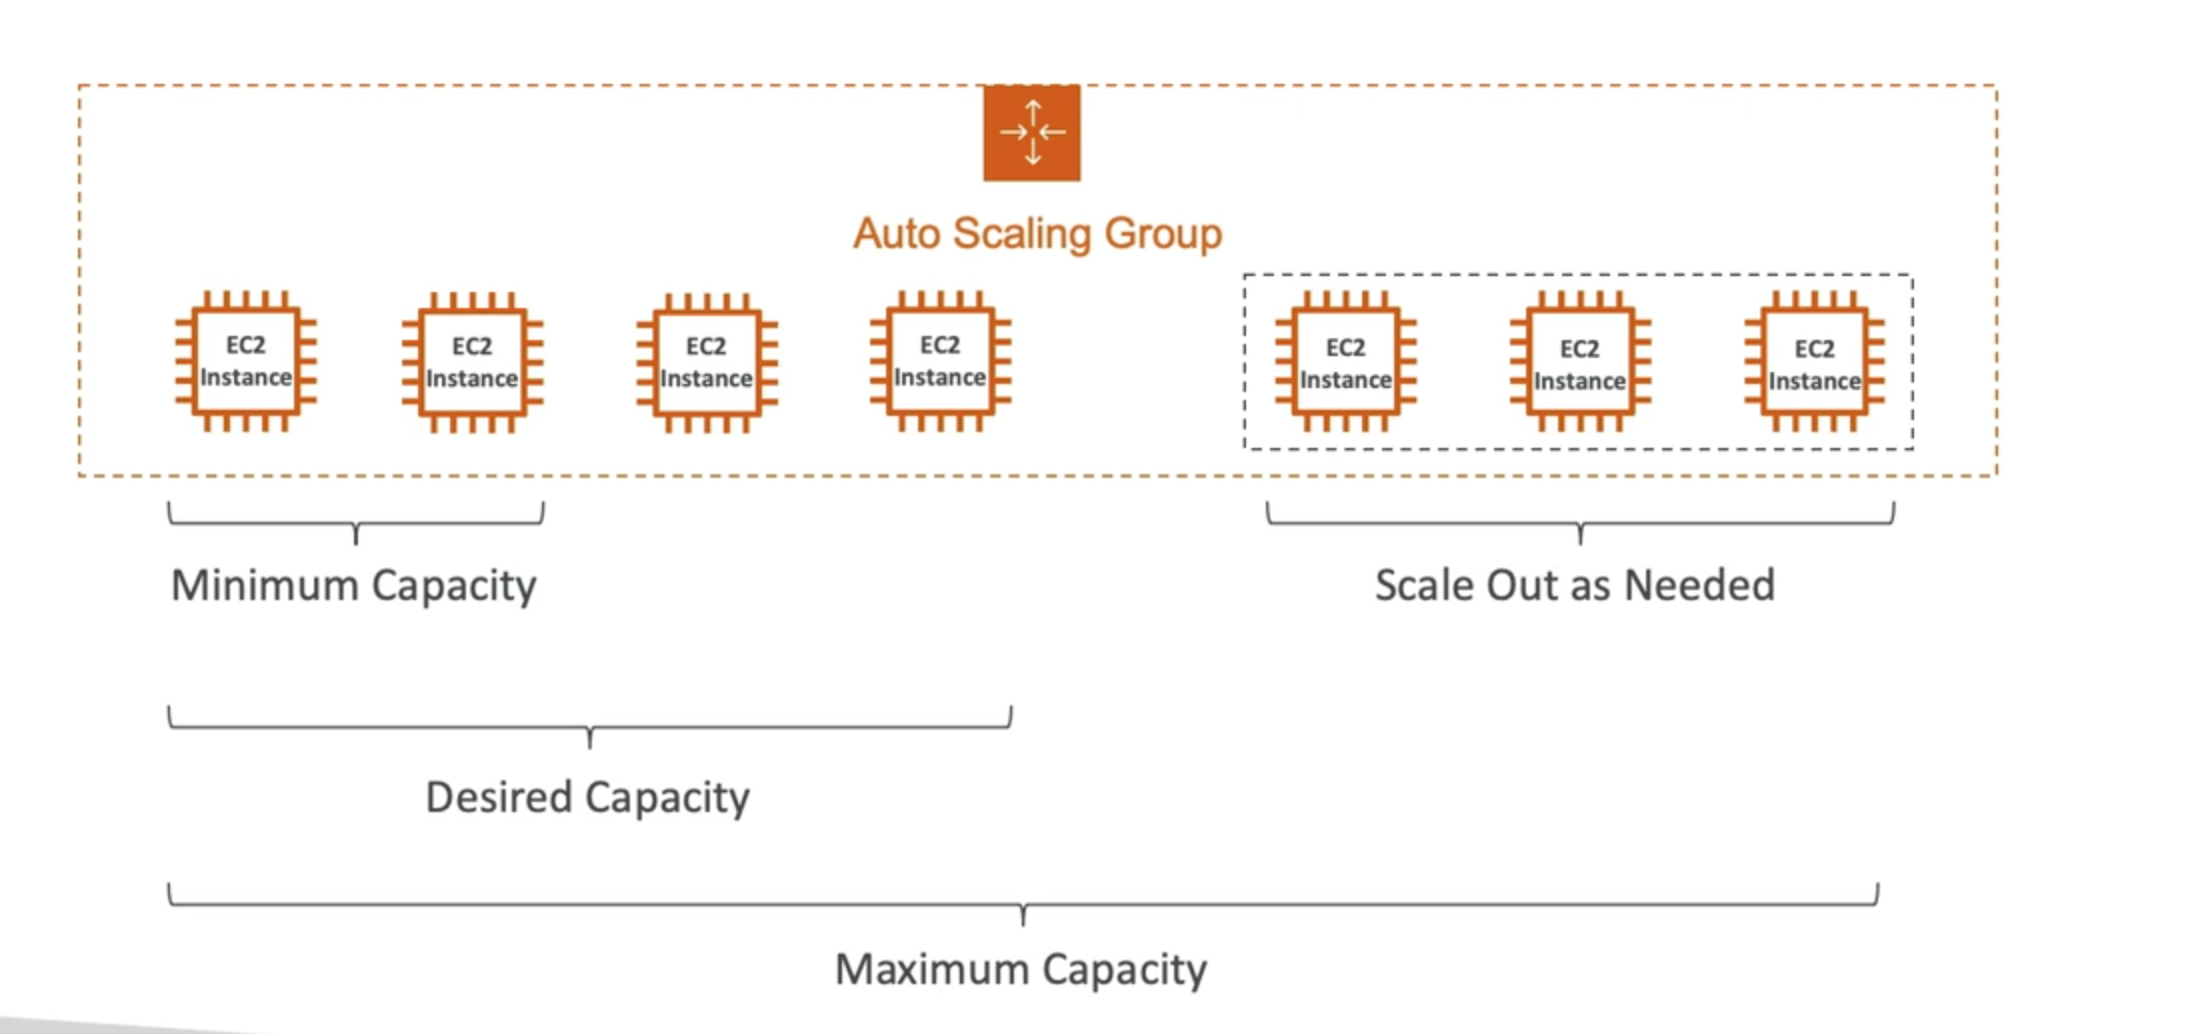 Auto Scaling Group
EC2
Instance
EC2
Instance
EC2
Instance
EC2
Instance
EC2
Instance
EC2
Instance
EC2
Instance
Minimum Capacity
Scale Out as Needed
Desired Capacity
Maximum Capacity